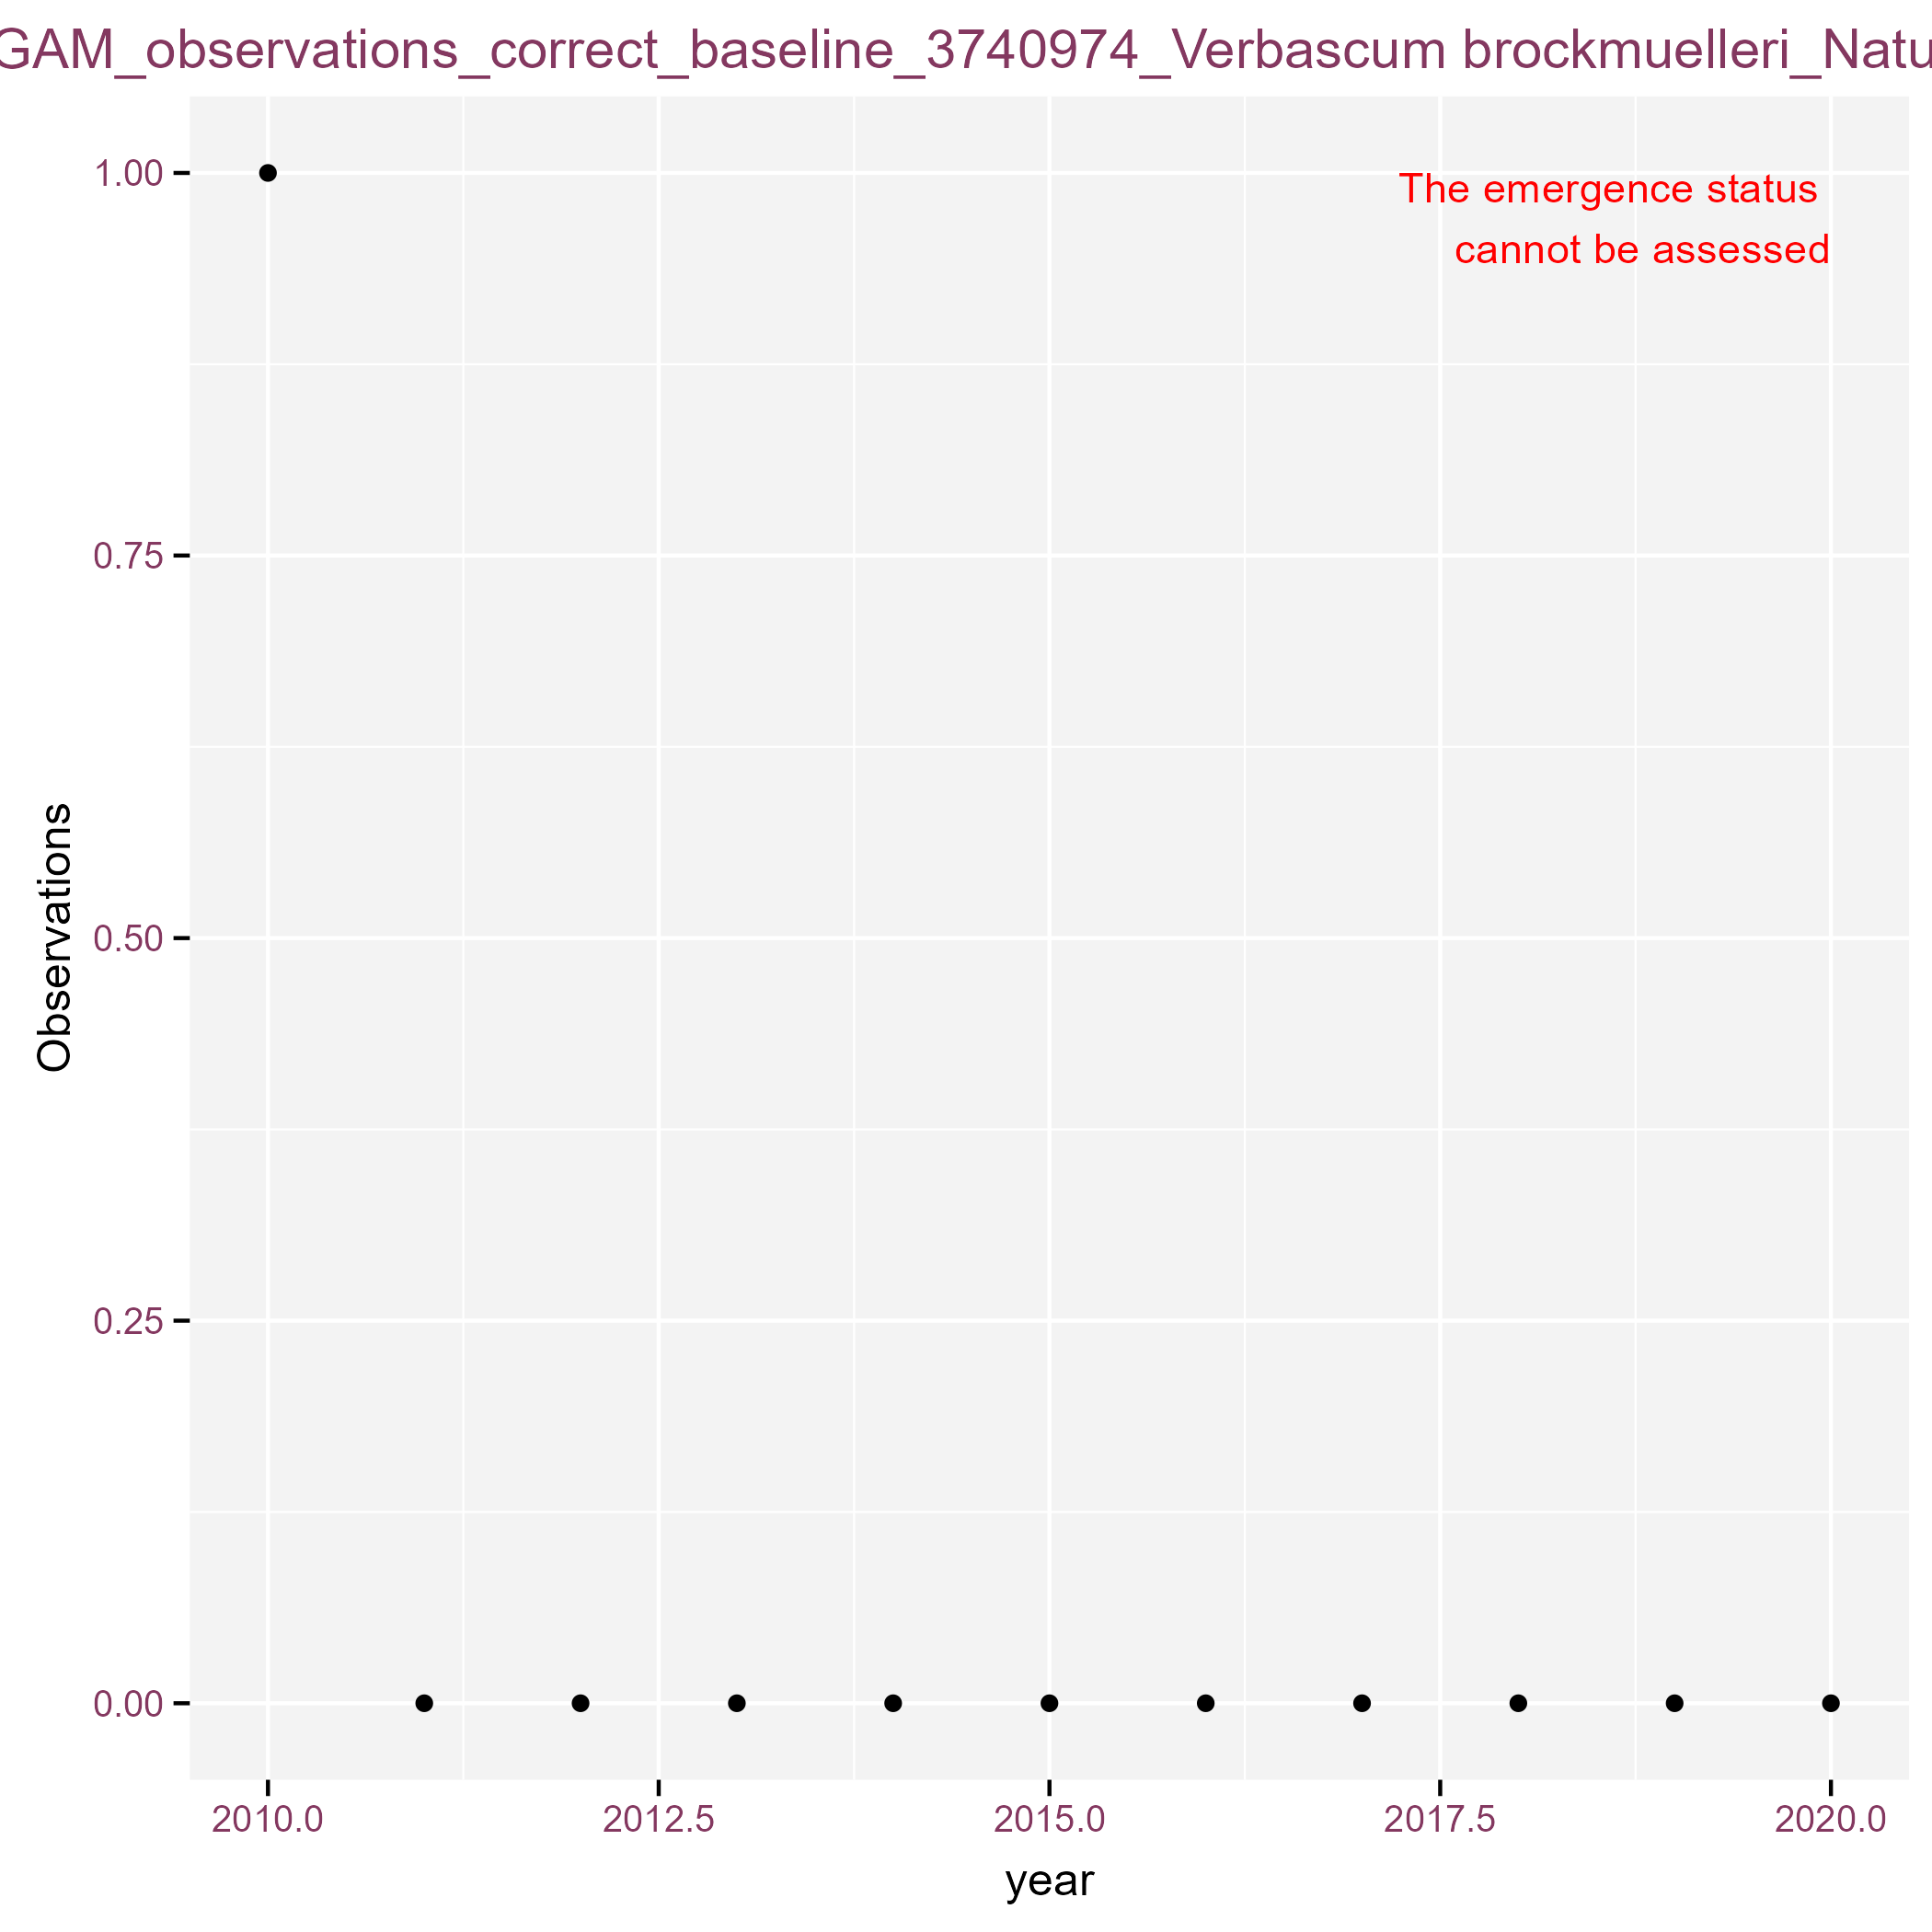 GAM_observations_correct_baseline_3740974_Verbascum brockmuelleri_Natu
1.00
The emergence status
cannot be assessed
0.75
Observations
0.50
0.25
0.00
2010.0 2012.5 2015.0 2017.5 2020.0
year